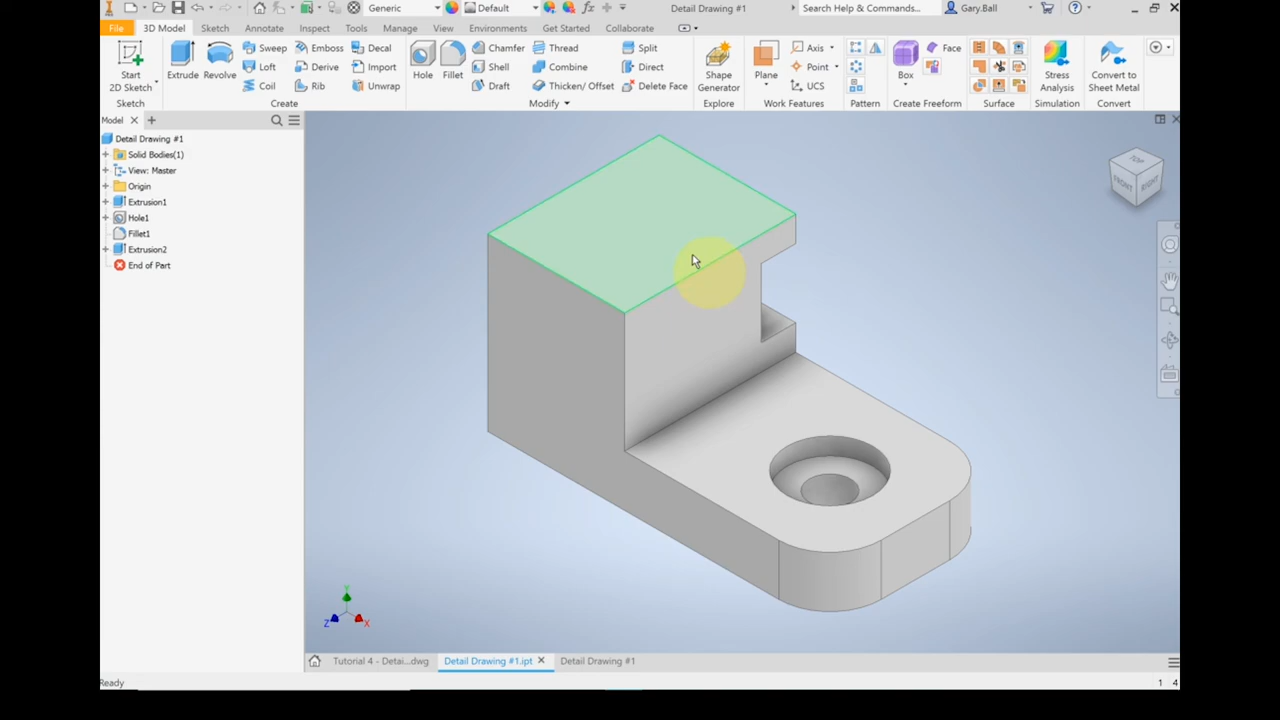 Generic
Default
Detail Drawing #1
Search Help & Commands...
Gary.Ball
File
3D Model
Sketch
Annotate
Inspect
Tools
Manage
View
Environments
Get Started
Collaborate
Start
2D Sketch
Extrude
Revolve
Sweep
Loft
Coil
Emboss
Derive
Rib
Decal
Import
Unwrap
Hole
Fillet
Chamfer
Shell
Draft
Thread
Combine
Thicken/ Offset
Split
Direct
Delete Face
Shape
Generator
Plane
Axis
Point
UCS
Box
Face
Stress
Analysis
Convert to
Sheet Metal
Sketch
Create
Modify
Explore
Work Features
Pattern
Create Freeform
Surface
Simulation
Convert
Model
Detail Drawing #1
Solid Bodies(1)
View: Master
Origin
Extrusion1
Hole1
Fillet1
Extrusion2
End of Part
TOP
FRONT
RIGHT
Y
Z
X
Tutorial 4 - Detai...dwg
Detail Drawing #1.ipt
Detail Drawing #1
Ready
1 4